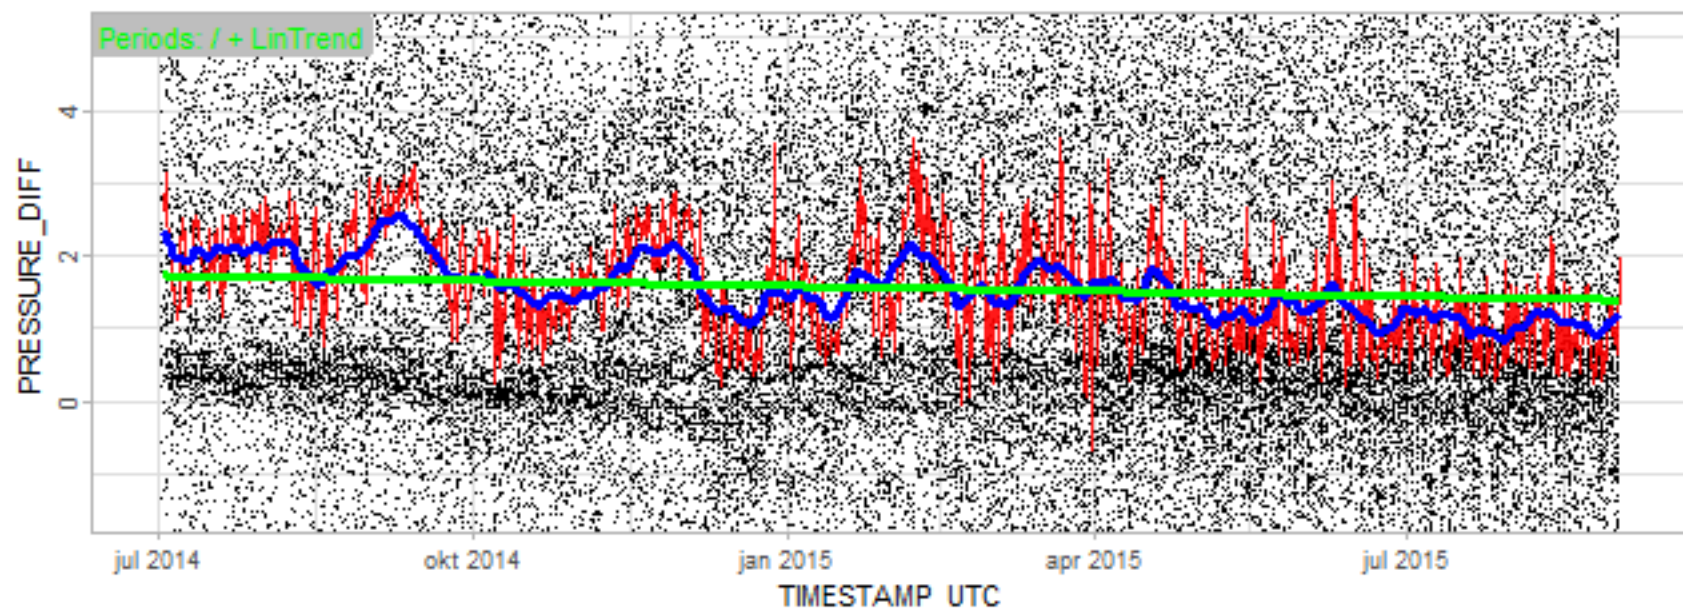 Periods: / + LinTrend
PRESSURE_DIFF
4
2
0
jul 2014
okt 2014
jan 2015
apr 2015
jul 2015
TIMESTAMP_UTC